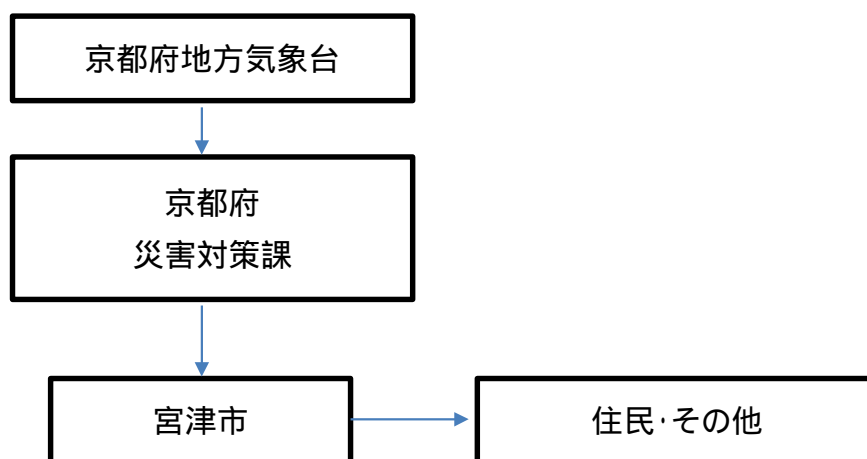 京都府地方気象台
京都府
災害対策課
宮津市
住民・その他